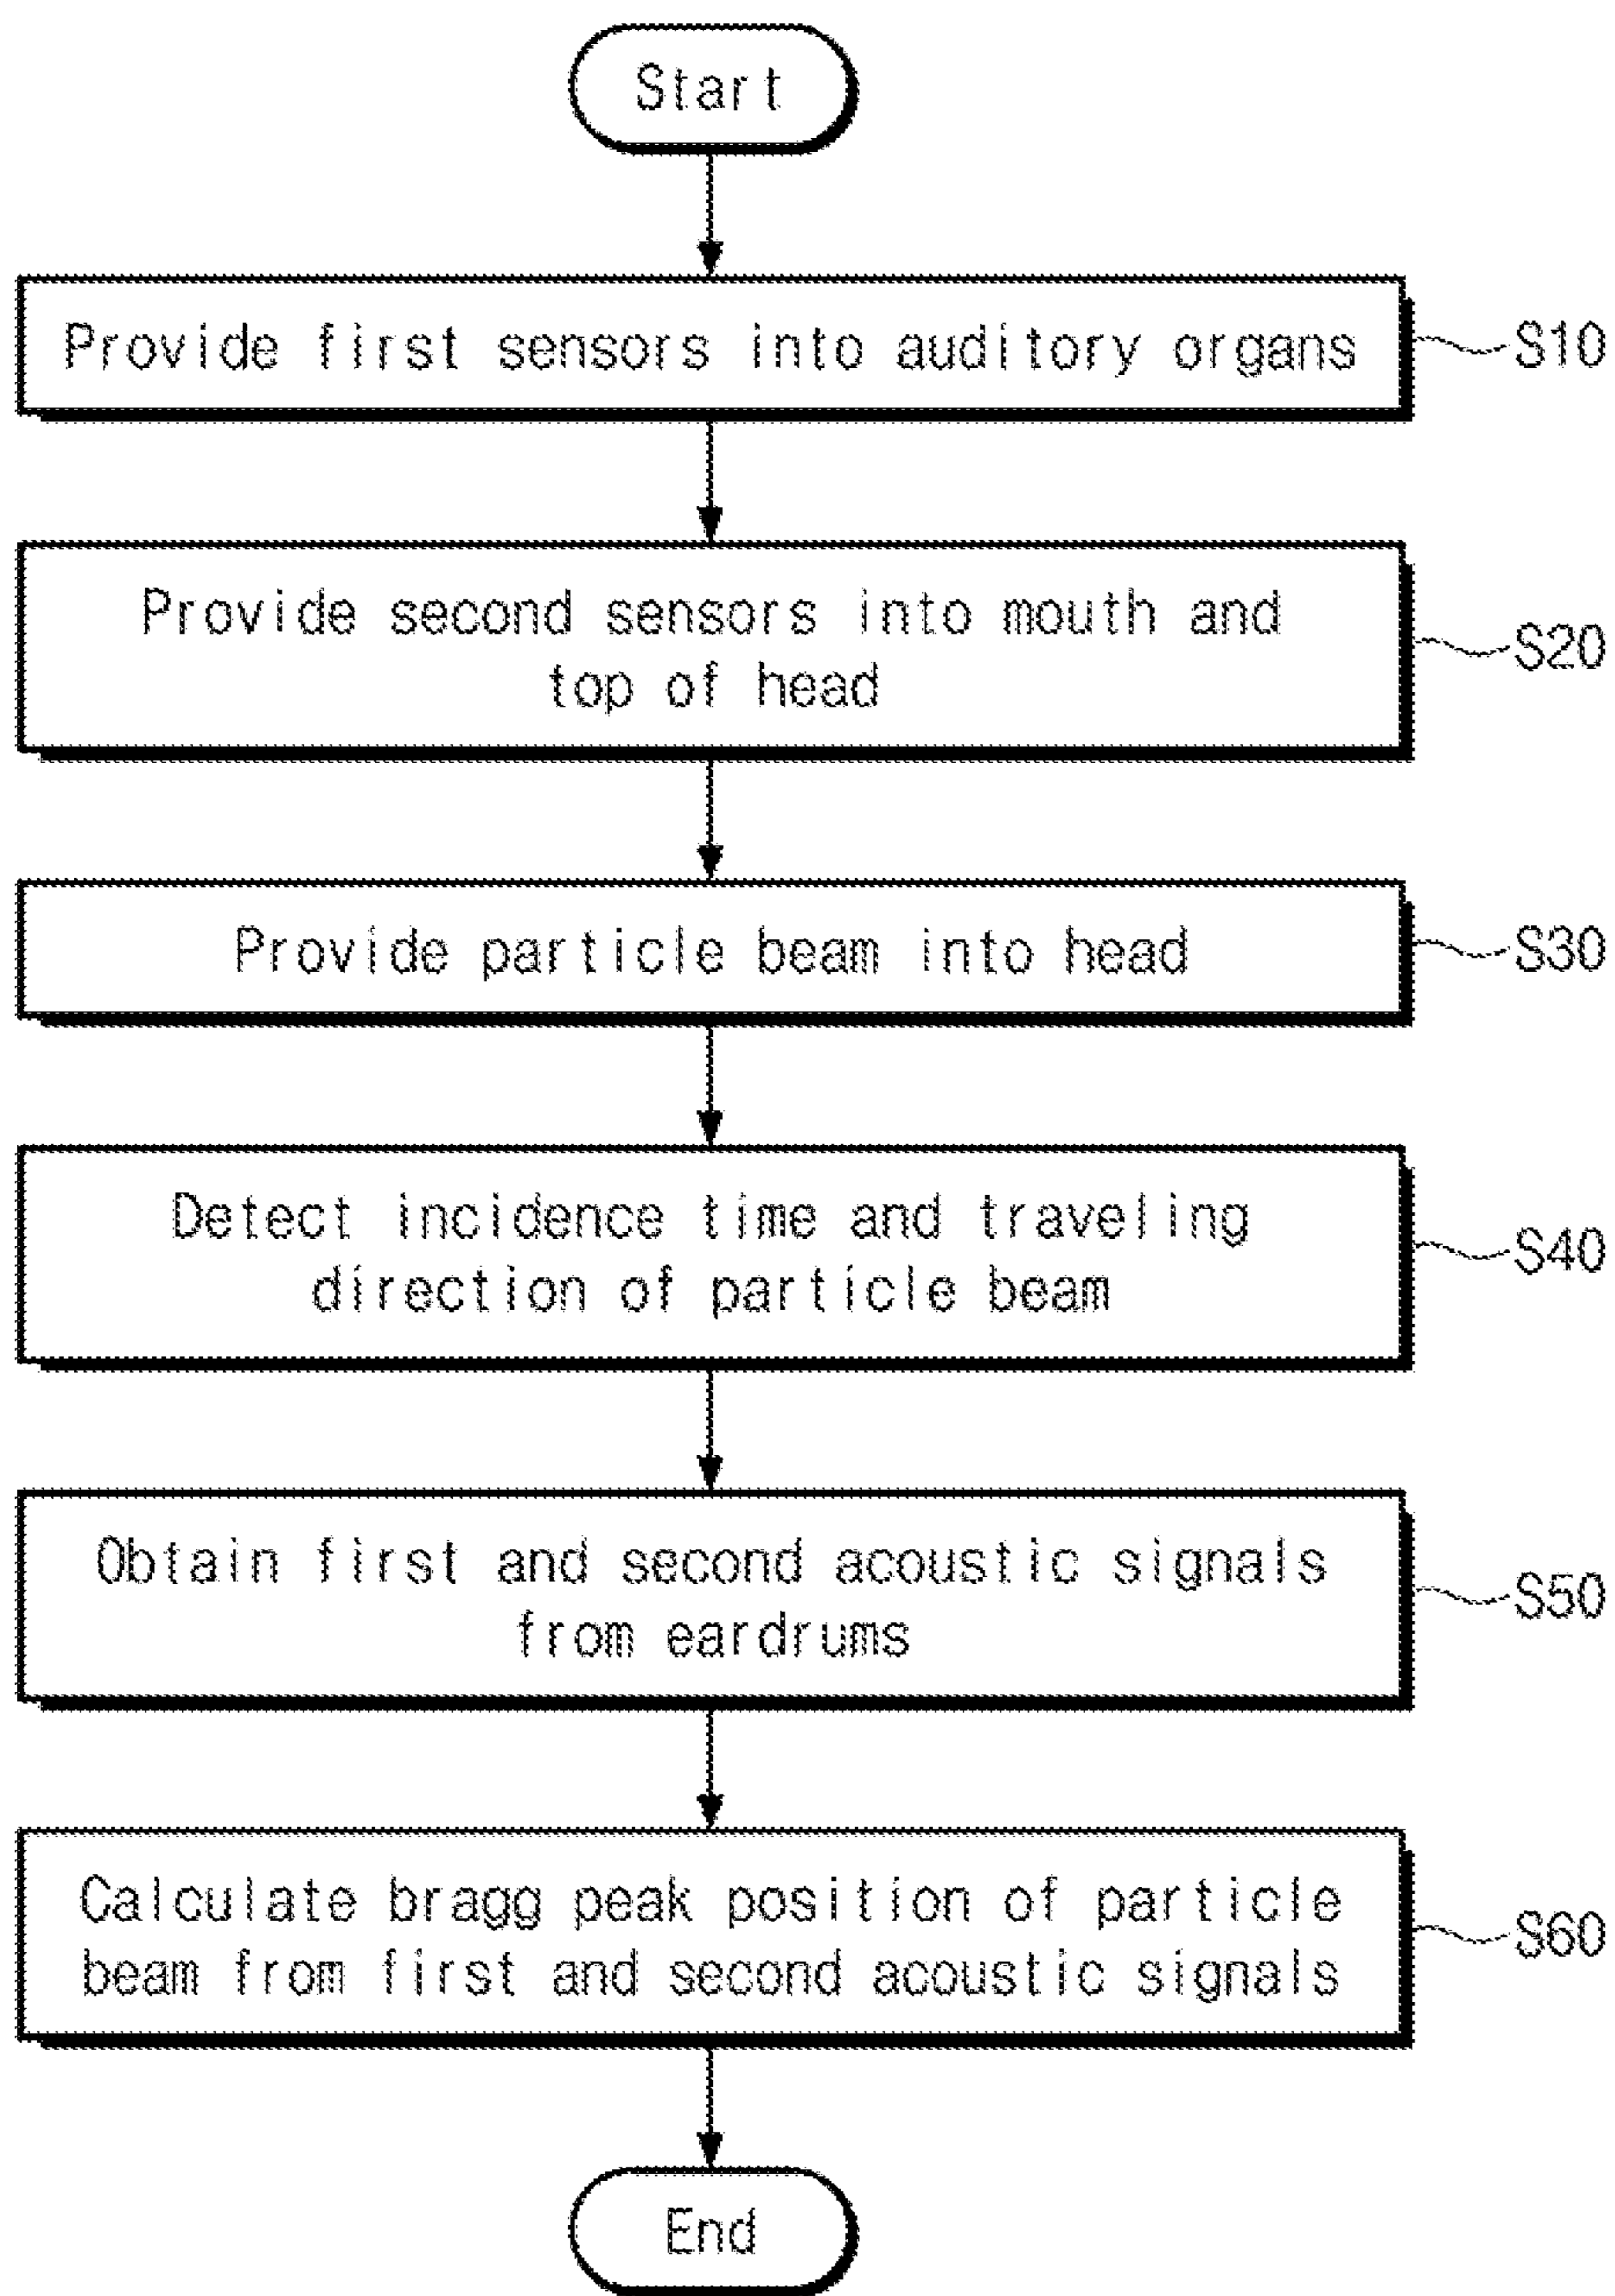 Start
Provide first sensors into auditory organs
S10
Provide second sensors into mouth and
top of head
S20
Provide particle beam into head
S30
Detect incidence time and traveling
direction of particle beam
S40
Obtain first and second acoustic signals
from eardrums
S50
Calculate bragg peak position of particle
beam from first and second acoustic signals
S60
End